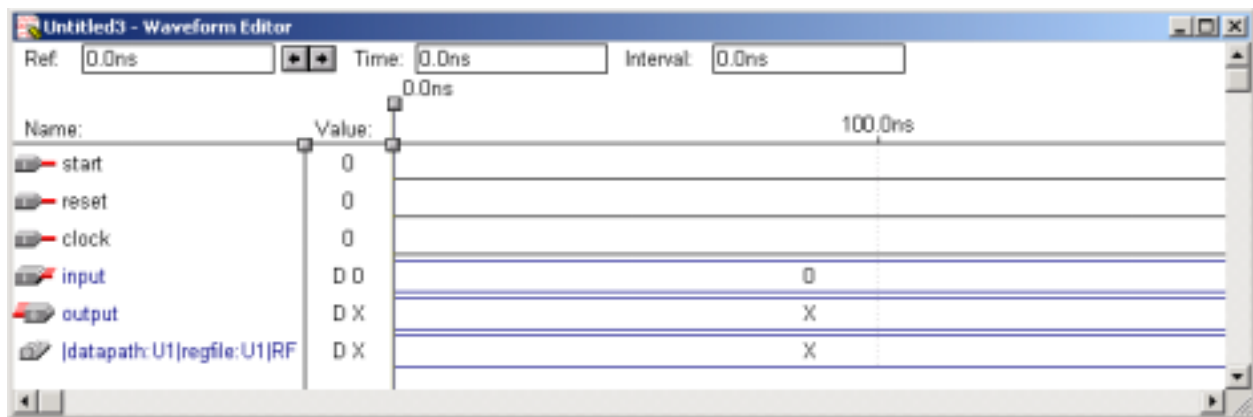 Untitled3 - Waveform Editor
Ref: 0.0ns Time: 0.0ns Interval: 0.0ns
0.0ns
Name: Value: 100.0ns
start 0
reset 0
clock 0
input D 0 0
output D X X
|datapath:U1|regfile:U1|RF D X X